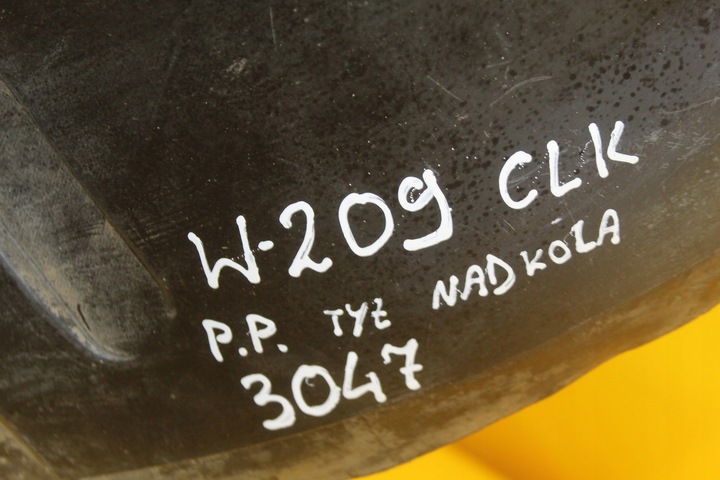 W-209 CLK
P.P. TYŁ NADKOLA
3047